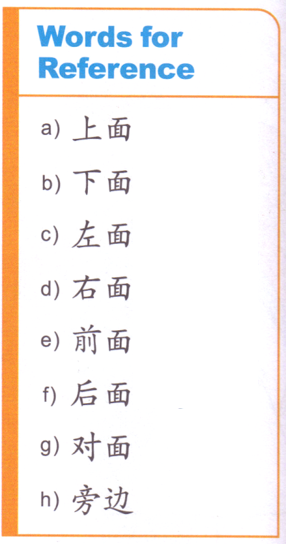 Words for
Reference
a) 上面
b) 下面
c) 左面
d) 右面
e) 前面
f) 后面
g) 对面
h) 旁边